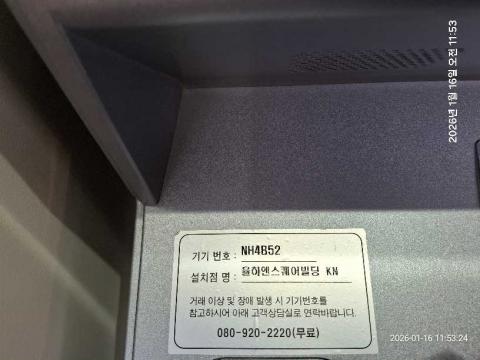 2026년 1월 16일 오전 11:53
기기 번호 : NH4B52
설치점 명 : 율하엔스퀘어빌딩 KN
거래 이상 및 장애 발생 시 기기번호를
참고하시어 아래 고객상담실로 연락바랍니다.
080-920-2220(무료)
2026-01-16 11:53:24